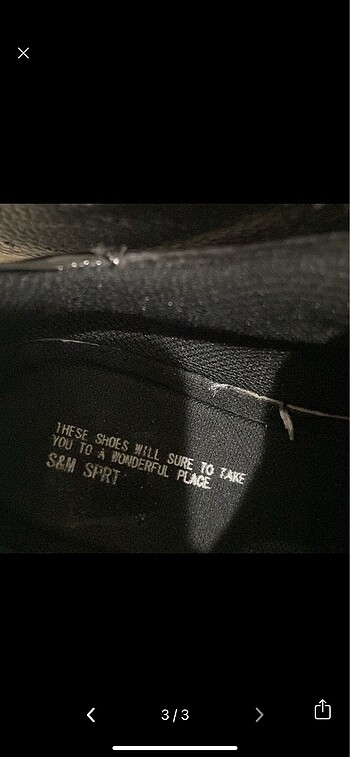 THESE SHOES WILL SURE TO TAKE
YOU TO A WONDERFUL PLACE
S&M SPRT
3/3